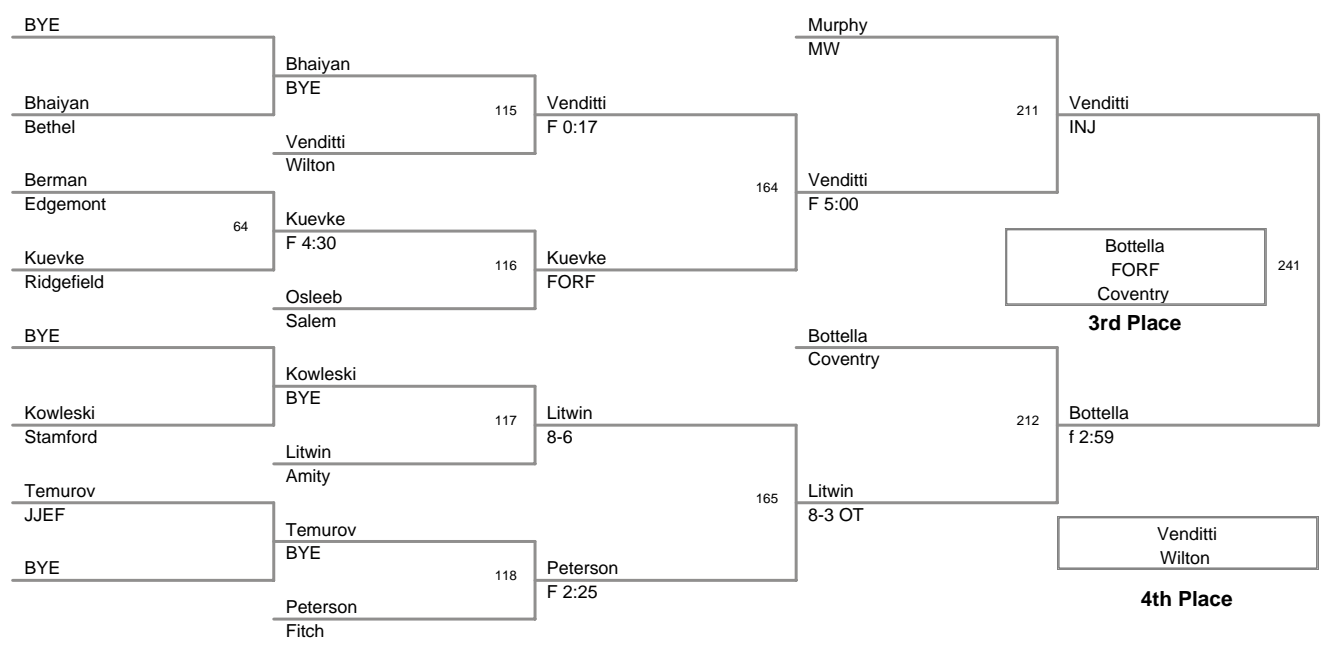 BYE
Bhaiyan
Bethel
Berman
Edgemont
64
Kuevke
Ridgefield
BYE
Kowleski
Stamford
Temurov
JJEF
BYE
Bhaiyan
BYE
115
Venditti
Wilton
Kuevke
F 4:30
116
Osleeb
Salem
Kowleski
BYE
117
Litwin
Amity
Temurov
BYE
118
Peterson
Fitch
Venditti
F 0:17
164
Kuevke
FORF
Litwin
8-6
165
Peterson
F 2:25
Murphy
MW
211
Venditti
F 5:00
Bottella
Coventry
212
Litwin
8-3 OT
Venditti
INJ
241
Bottella
f 2:59
Bottella
FORF
Coventry
3rd Place
Venditti
Wilton
4th Place